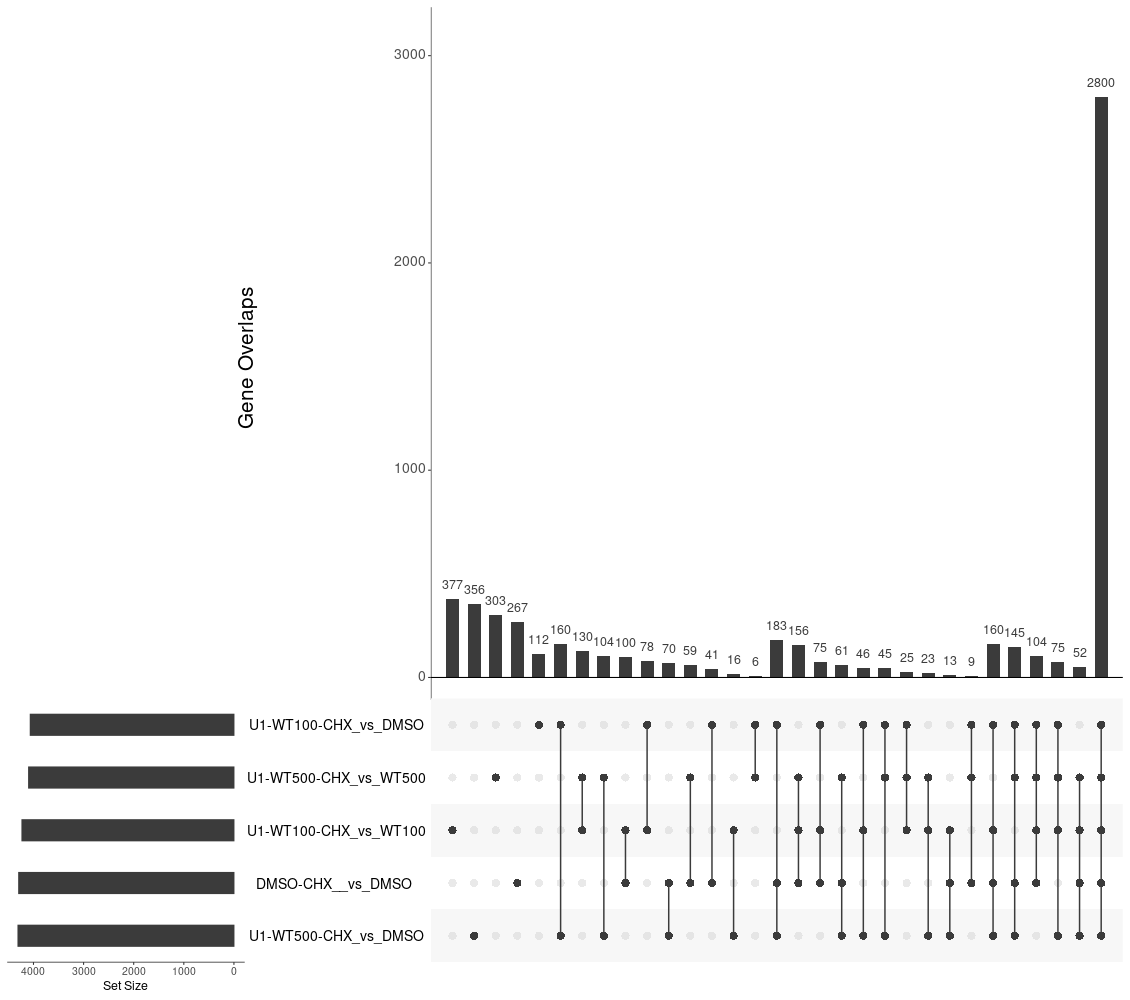 3000
2000
1000
0
Gene Overlaps
377 356 303 267 112 160 130 104 100 78 70 59 41 16 6 183 156 75 61 46 45 25 23 13 9 160 145 104 75 52 2800
U1-WT100-CHX_vs_DMSO
U1-WT500-CHX_vs_WT500
U1-WT100-CHX_vs_WT100
DMSO-CHX__vs_DMSO
U1-WT500-CHX_vs_DMSO
4000 3000 2000 1000 0
Set Size